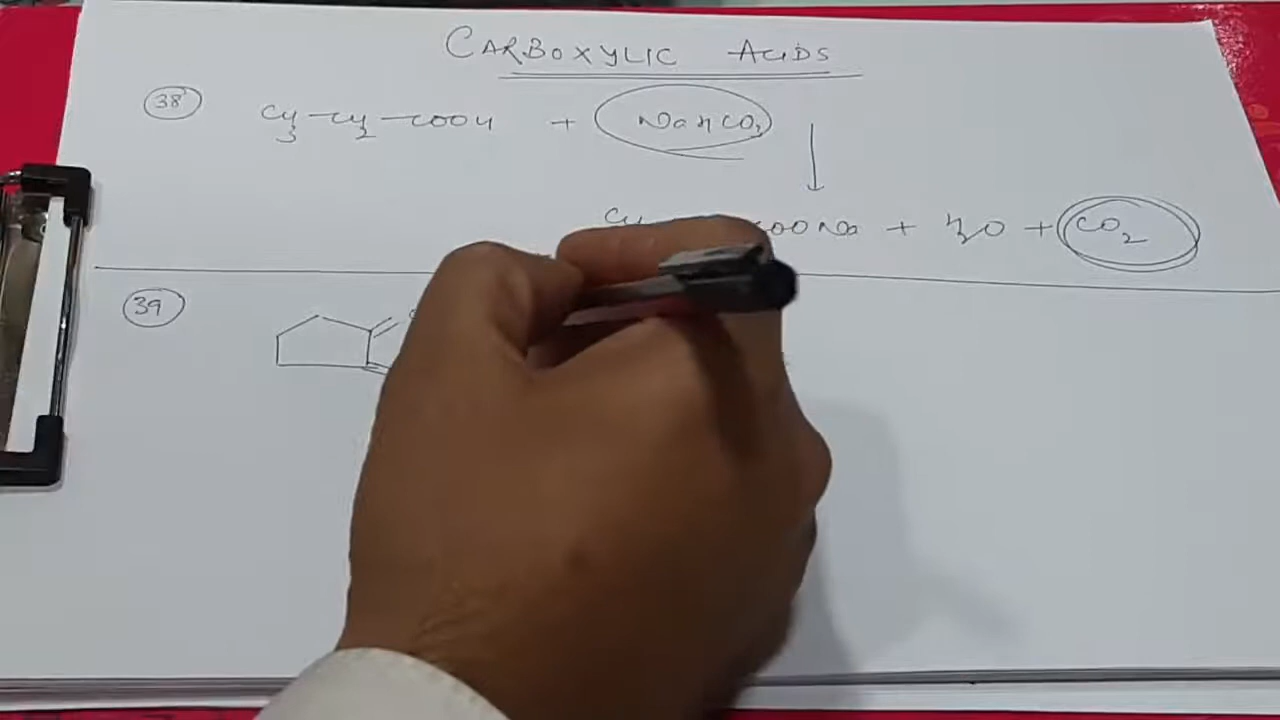 CARBOXYLIC ACIDS
38 CH3-CH2-COOH + NaHCO3
COONa + H2O + CO2
39